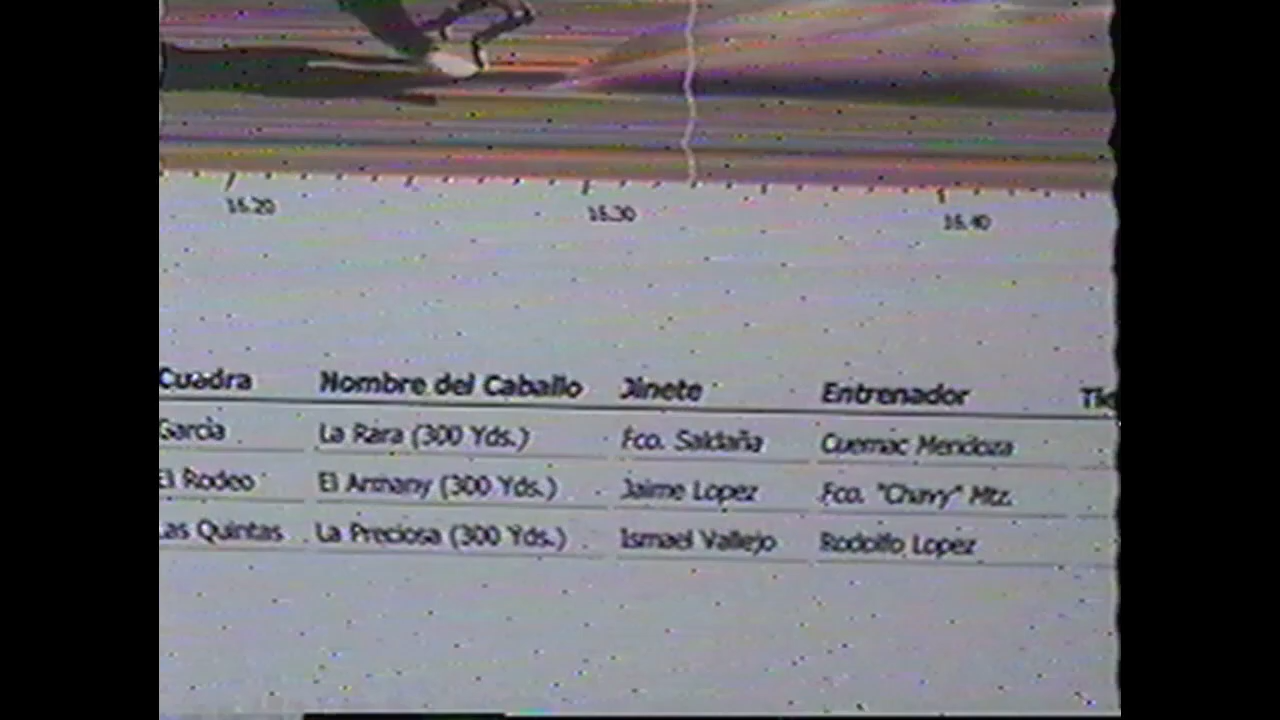 16.20 16.30 16.40
Cuadra Nombre del Caballo Jinete Entrenador
Garcia La Rara (300 Yds.) Fco. Saldaña Cuemac Mendoza
El Rodeo El Armany (300 Yds.) Jaime Lopez Fco. "Chavy" Mtz.
Las Quintas La Preciosa (300 Yds.) Ismael Vallejo Rodolfo Lopez